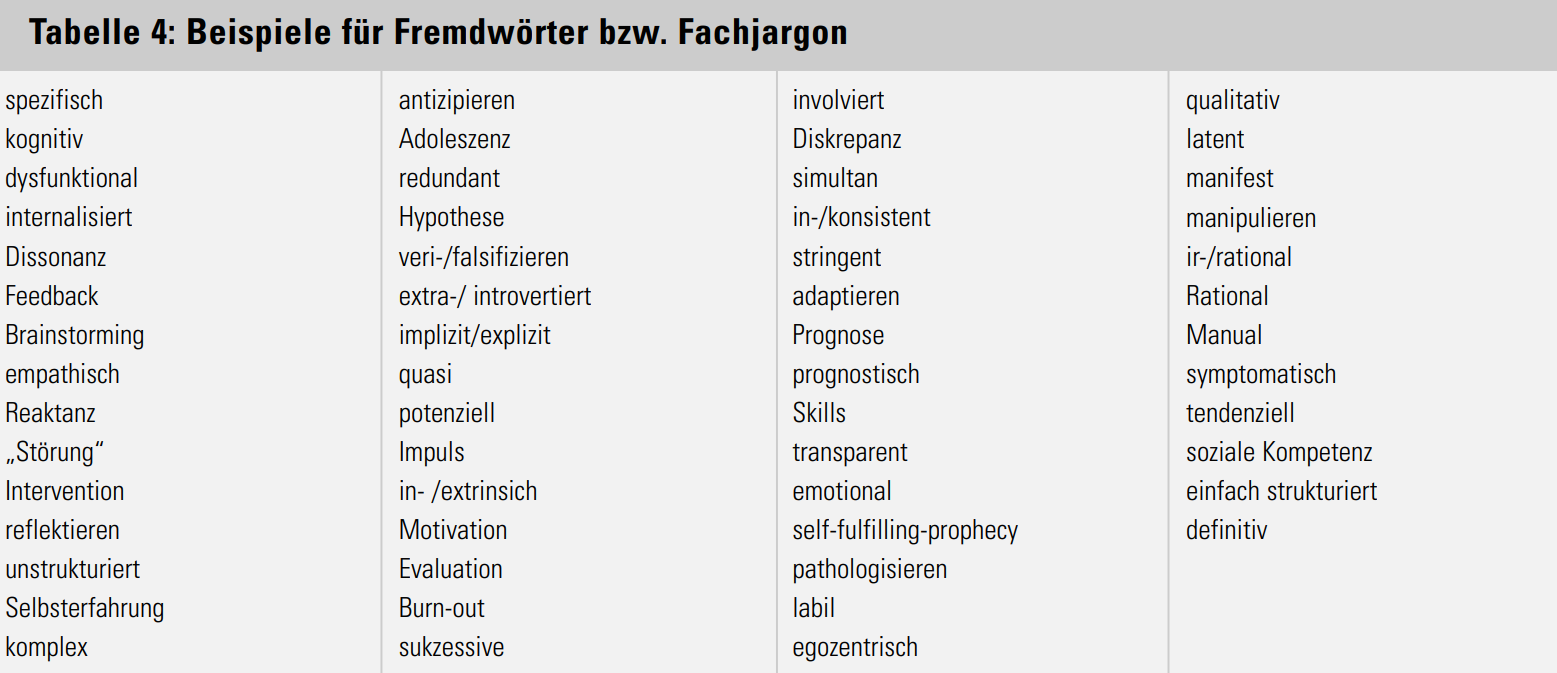 Tabelle 4: Beispiele für Fremdwörter bzw. Fachjargon
spezifisch
kognitiv
dysfunktional
internalisiert
Dissonanz
Feedback
Brainstorming
empathisch
Reaktanz
„Störung“
Intervention
reflektieren
unstrukturiert
Selbsterfahrung
komplex
antizipieren
Adoleszenz
redundant
Hypothese
veri-/falsifizieren
extra-/ introvertiert
implizit/explizit
quasi
potenziell
Impuls
in- /extrinsich
Motivation
Evaluation
Burn-out
sukzessive
involviert
Diskrepanz
simultan
in-/konsistent
stringent
adaptieren
Prognose
prognostisch
Skills
transparent
emotional
self-fulfilling-prophecy
pathologisieren
labil
egozentrisch
qualitativ
latent
manifest
manipulieren
ir-/rational
Rational
Manual
symptomatisch
tendenziell
soziale Kompetenz
einfach strukturiert
definitiv